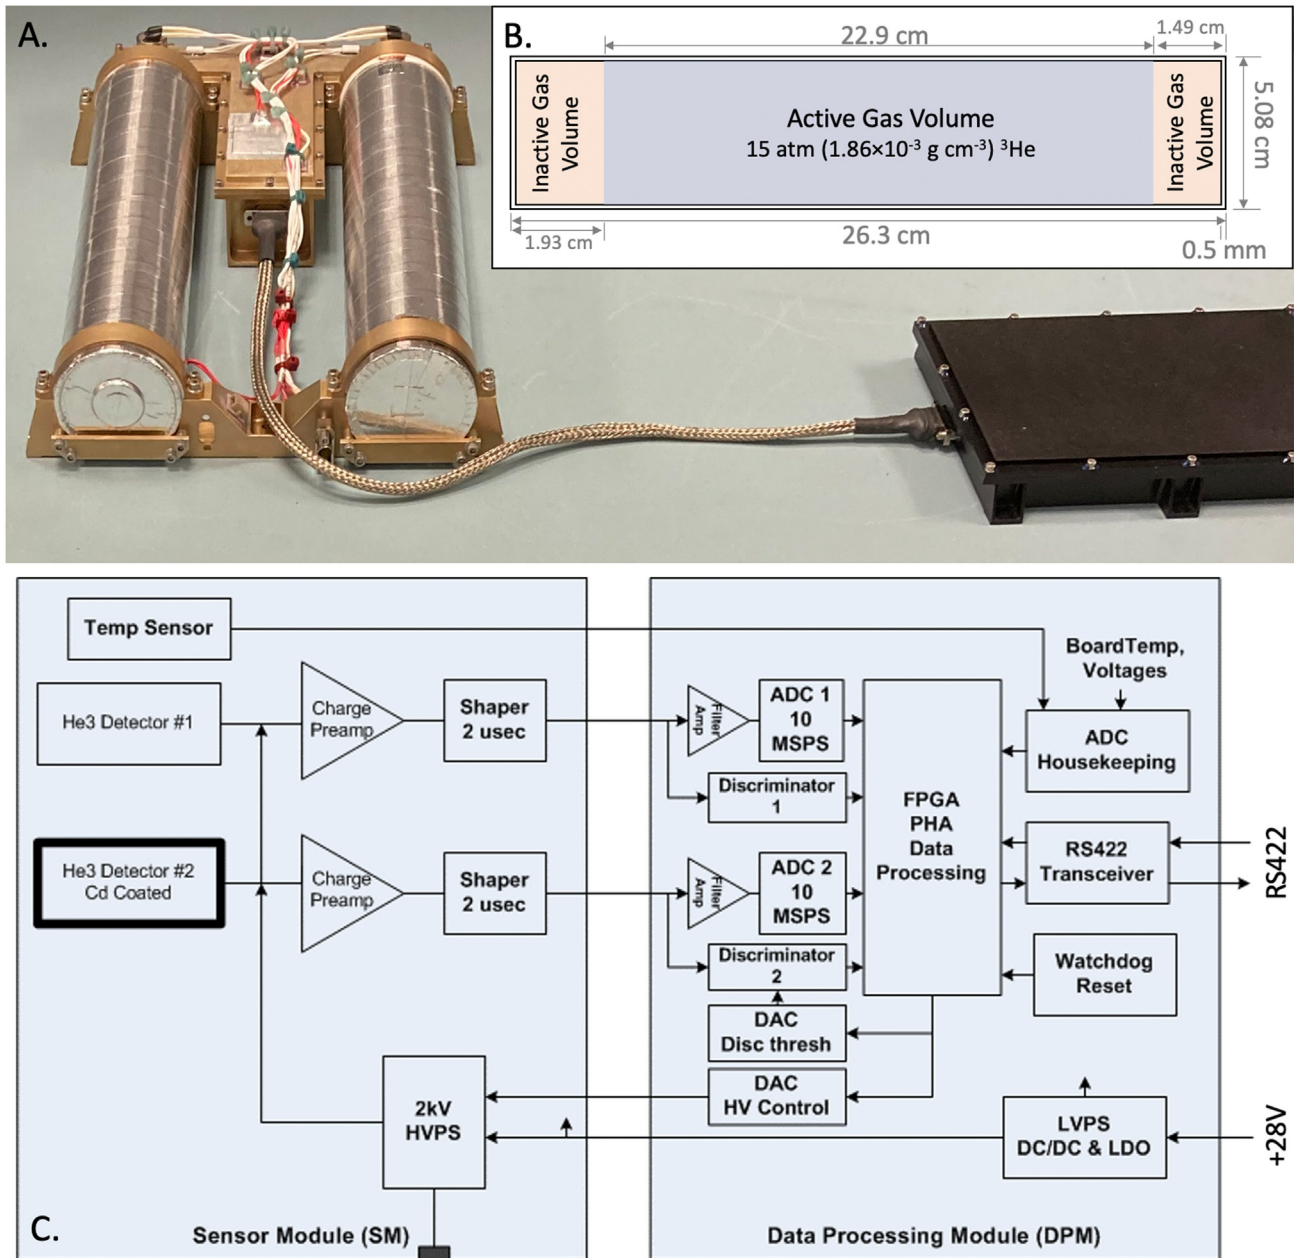 A.
B.
22.9 cm
1.49 cm
Inactive Gas
Volume
Active Gas Volume
15 atm (1.86×10⁻³ g cm⁻³) ³He
Inactive Gas
Volume
5.08 cm
1.93 cm
26.3 cm
0.5 mm
Temp Sensor
BoardTemp,
Voltages
He3 Detector #1
Charge
Preamp
Shaper
2 usec
Filter
Amp
ADC 1
10
MSPS
ADC
Housekeeping
Discriminator
1
FPGA
PHA
Data
Processing
RS422
Transceiver
RS422
He3 Detector #2
Cd Coated
Charge
Preamp
Shaper
2 usec
Filter
Amp
ADC 2
10
MSPS
Discriminator
2
Watchdog
Reset
DAC
Disc thresh
DAC
HV Control
2kV
HVPS
LVPS
DC/DC & LDO
+28V
C.
Sensor Module (SM)
Data Processing Module (DPM)